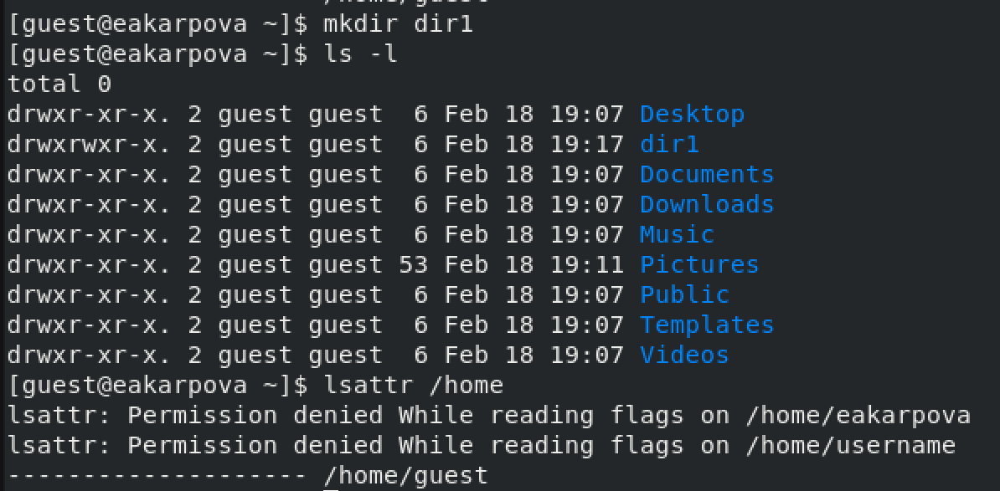 /home/guest
[guest@eakarpova ~]$ mkdir dir1
[guest@eakarpova ~]$ ls -l
total 0
drwxr-xr-x. 2 guest guest  6 Feb 18 19:07 Desktop
drwxrwxr-x. 2 guest guest  6 Feb 18 19:17 dir1
drwxr-xr-x. 2 guest guest  6 Feb 18 19:07 Documents
drwxr-xr-x. 2 guest guest  6 Feb 18 19:07 Downloads
drwxr-xr-x. 2 guest guest  6 Feb 18 19:07 Music
drwxr-xr-x. 2 guest guest 53 Feb 18 19:11 Pictures
drwxr-xr-x. 2 guest guest  6 Feb 18 19:07 Public
drwxr-xr-x. 2 guest guest  6 Feb 18 19:07 Templates
drwxr-xr-x. 2 guest guest  6 Feb 18 19:07 Videos
[guest@eakarpova ~]$ lsattr /home
lsattr: Permission denied While reading flags on /home/eakarpova
lsattr: Permission denied While reading flags on /home/username
-------------------- /home/guest